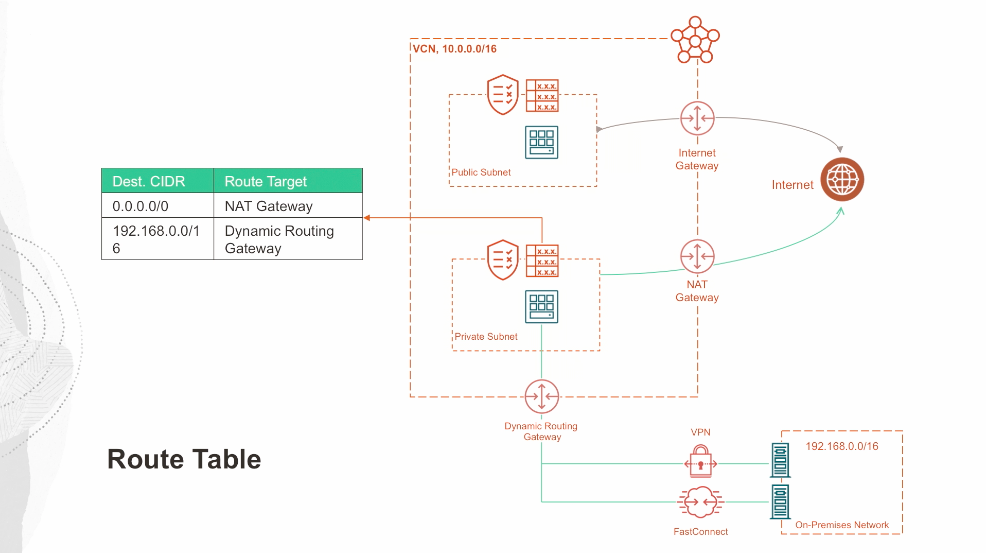 VCN, 10.0.0.0/16
x.x.x.
x.x.x.
x.x.x.
Public Subnet
Internet
Gateway
Internet
Dest. CIDR Route Target
0.0.0.0/0 NAT Gateway
192.168.0.0/1 Dynamic Routing
6 Gateway
x.x.x.
x.x.x.
x.x.x.
Private Subnet
NAT
Gateway
Dynamic Routing
Gateway
Route Table
VPN
192.168.0.0/16
FastConnect
On-Premises Network